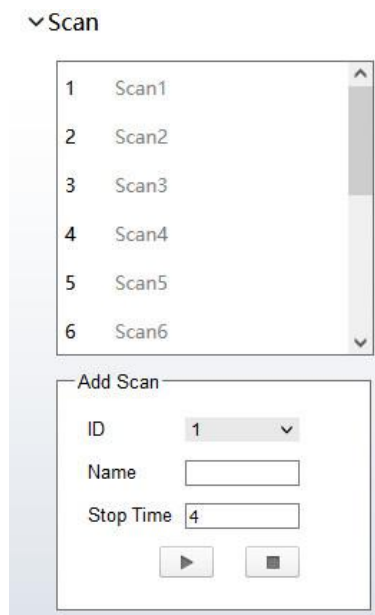 Scan
1 Scan1
2 Scan2
3 Scan3
4 Scan4
5 Scan5
6 Scan6
Add Scan
ID 1
Name
Stop Time 4